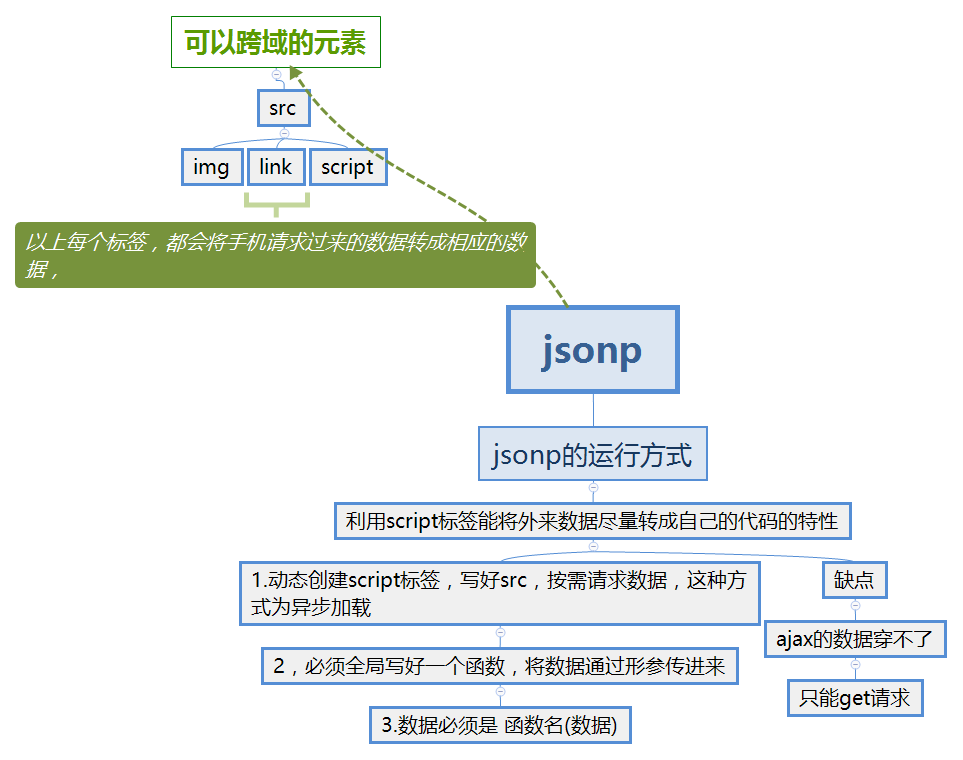 可以跨域的元素
src
img
link
script
以上每个标签，都会将手机请求过来的数据转成相应的数
据，
jsonp
jsonp的运行方式
利用script标签能将外来数据尽量转成自己的代码的特性
1.动态创建script标签，写好src，按需请求数据，这种方
式为异步加载
2，必须全局写好一个函数，将数据通过形参传进来
3.数据必须是 函数名(数据)
缺点
ajax的数据穿不了
只能get请求